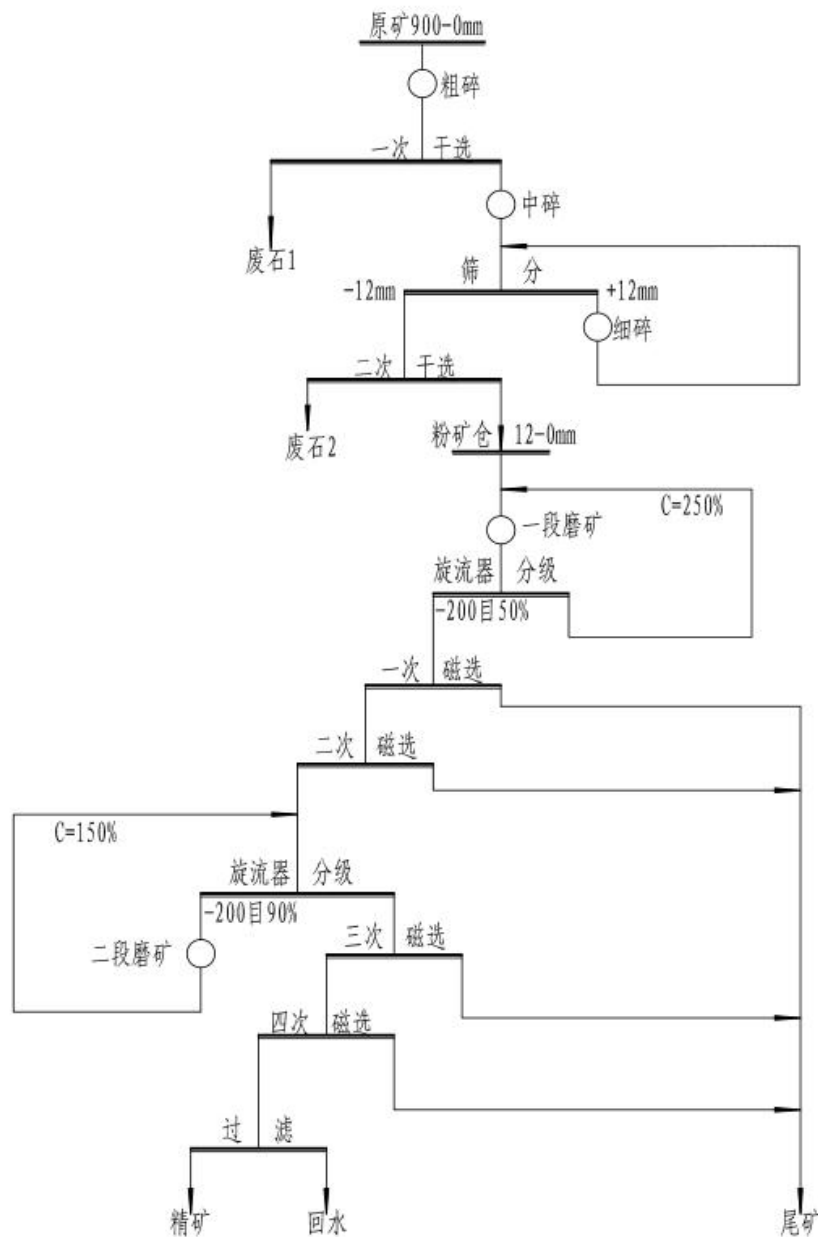 原矿900-0mm
粗碎
一次 干选
中碎
废石1
筛 分
-12mm
+12mm
细碎
二次 干选
废石2
粉矿仓 12-0mm
C=250%
一段磨矿
旋流器 分级
-200目50%
一次 磁选
二次 磁选
C=150%
旋流器 分级
-200目90%
二段磨矿
三次 磁选
四次 磁选
过 滤
精矿
回水
尾矿